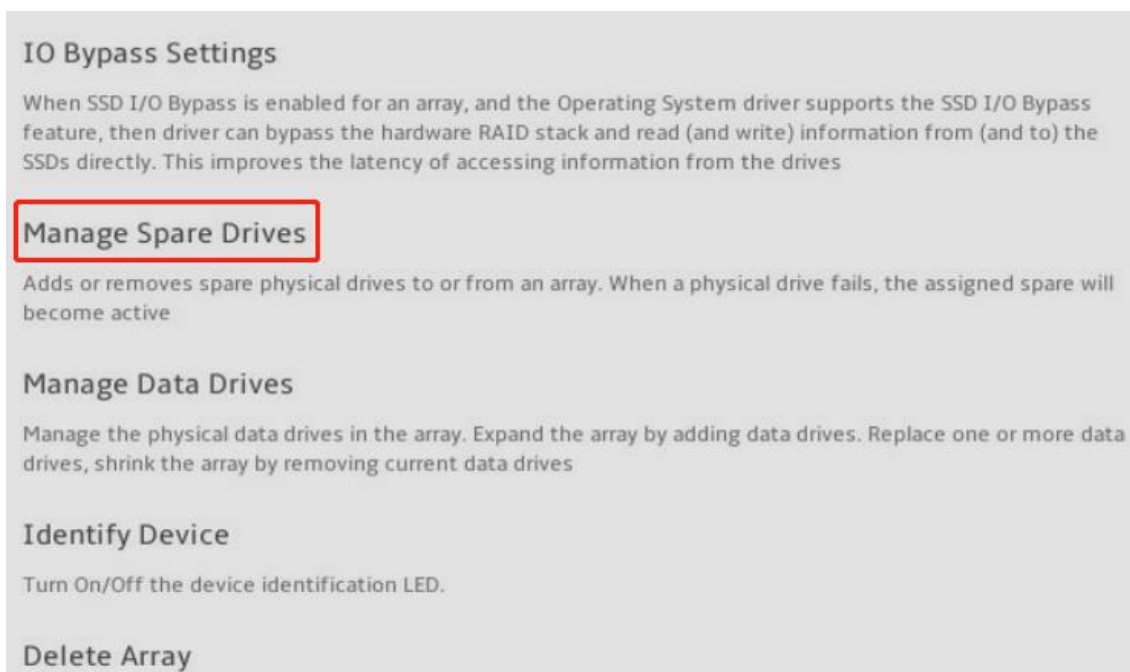 IO Bypass Settings
When SSD I/O Bypass is enabled for an array, and the Operating System driver supports the SSD I/O Bypass
feature, then driver can bypass the hardware RAID stack and read (and write) information from (and to) the
SSDs directly. This improves the latency of accessing information from the drives
Manage Spare Drives
Adds or removes spare physical drives to or from an array. When a physical drive fails, the assigned spare will
become active
Manage Data Drives
Manage the physical data drives in the array. Expand the array by adding data drives. Replace one or more data
drives, shrink the array by removing current data drives
Identify Device
Turn On/Off the device identification LED.
Delete Array